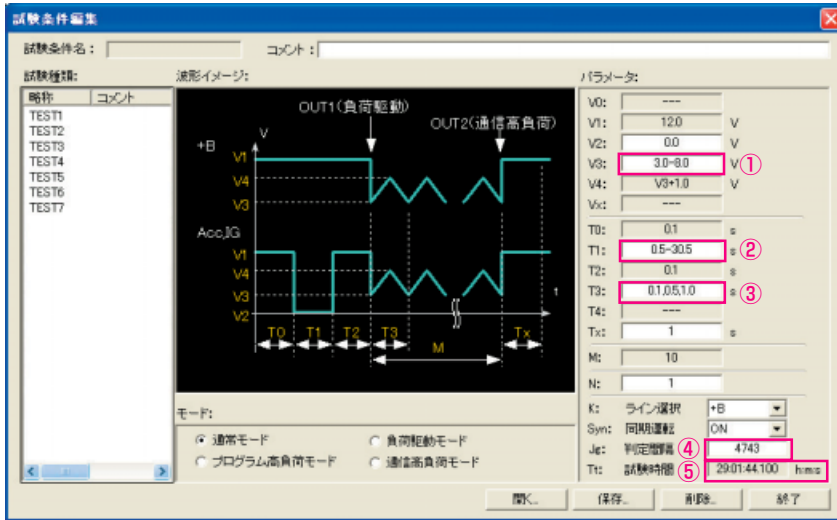 試験条件編集
試験条件名： コメント：
試験種類：
略称 コメント
TEST1
TEST2
TEST3
TEST4
TEST5
TEST6
TEST7
波形イメージ：
OUT1(負荷駆動)
OUT2(通信高負荷)
+B V
V1
V4
V3
Acc,IG
V1
V4
V3
V2
t
T0 T1 T2 T3 Tx
M
モード：
通常モード 負荷駆動モード
プログラム高負荷モード 通信高負荷モード
パラメータ：
V0: ---
V1: 12.0 V
V2: 0.0 V
V3: 3.0-8.0 V ①
V4: V3+1.0 V
Vx: ---
T0: 0.1 s
T1: 0.5-30.5 s ②
T2: 0.1 s
T3: 0.1,0.5,1.0 s ③
T4: ---
Tx: 1 s
M: 10
N: 1
K: ライン選択 +B
Syn: 同期運転 ON
Jg: 判定間隔 ④ 4743
Tt: 試験時間 ⑤ 29:01:44.100 h:m:s
開く... 保存... 削除... 終了